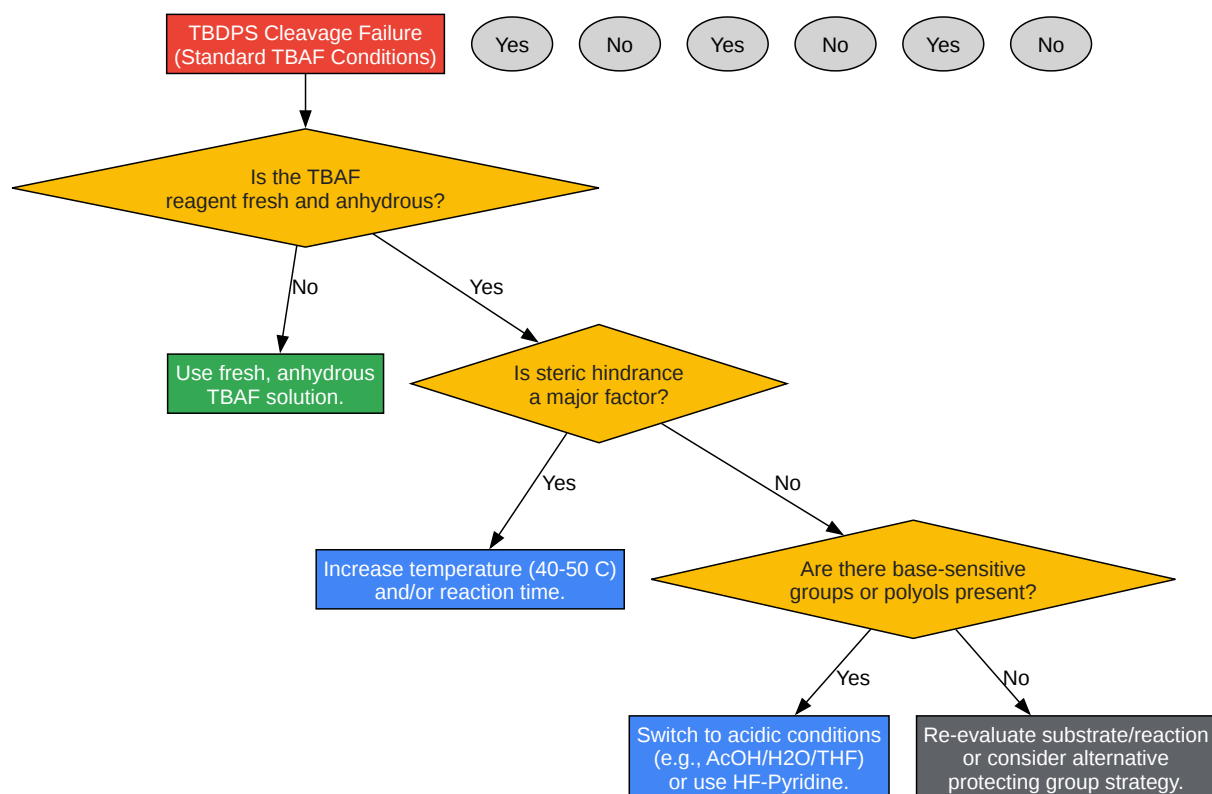 TBDPS Cleavage Failure
(Standard TBAF Conditions)
Yes
No
Yes
No
Yes
No
Is the TBAF
reagent fresh and anhydrous?
No
Yes
Use fresh, anhydrous
TBAF solution.
Is steric hindrance
a major factor?
Yes
No
Increase temperature (40-50 C)
and/or reaction time.
Are there base-sensitive
groups or polyols present?
Yes
No
Switch to acidic conditions
(e.g., AcOH/H2O/THF)
or use HF-Pyridine.
Re-evaluate substrate/reaction
or consider alternative
protecting group strategy.